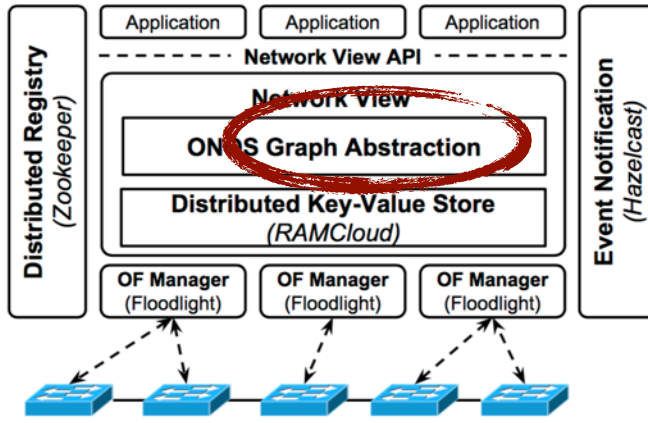 Distributed Registry
(Zookeeper)
Application
Application
Application
Network View API
Network View
ONOS Graph Abstraction
Distributed Key-Value Store
(RAMCloud)
OF Manager
(Floodlight)
OF Manager
(Floodlight)
OF Manager
(Floodlight)
Event Notification
(Hazelcast)